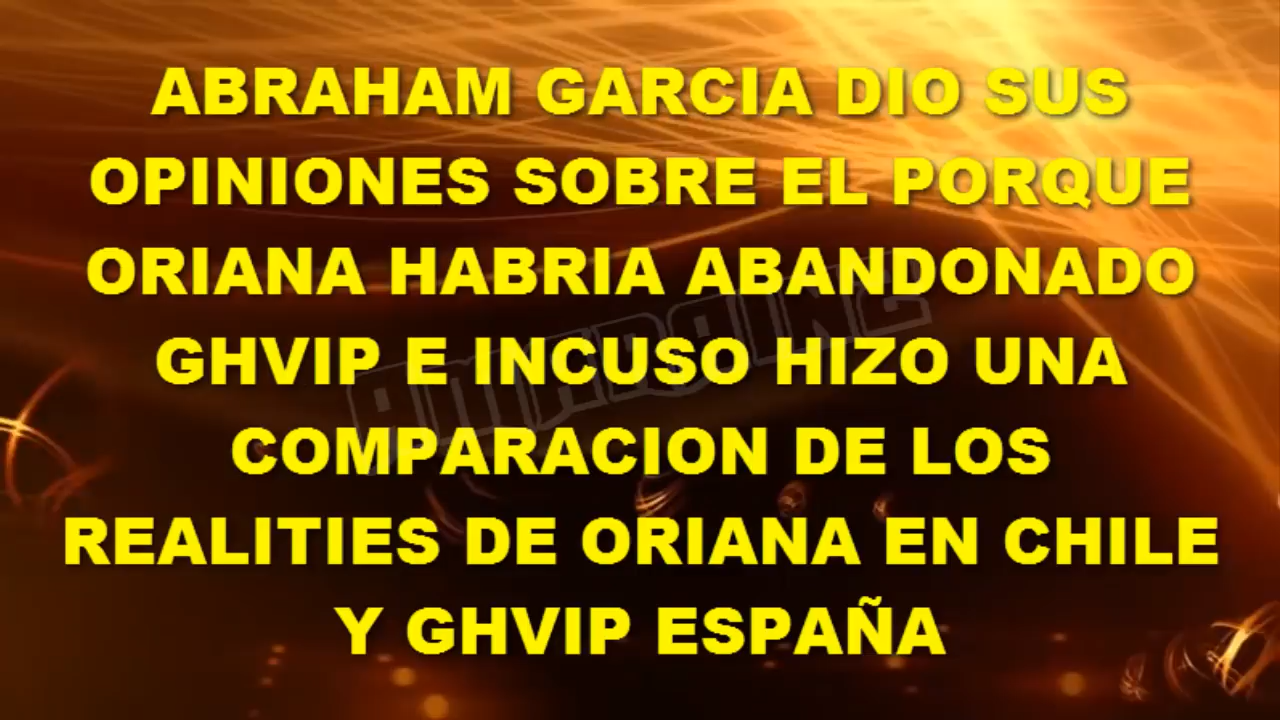 ABRAHAM GARCIA DIO SUS
OPINIONES SOBRE EL PORQUE
ORIANA HABRIA ABANDONADO
GHVIP E INCUSO HIZO UNA
COMPARACION DE LOS
REALITIES DE ORIANA EN CHILE
Y GHVIP ESPAÑA